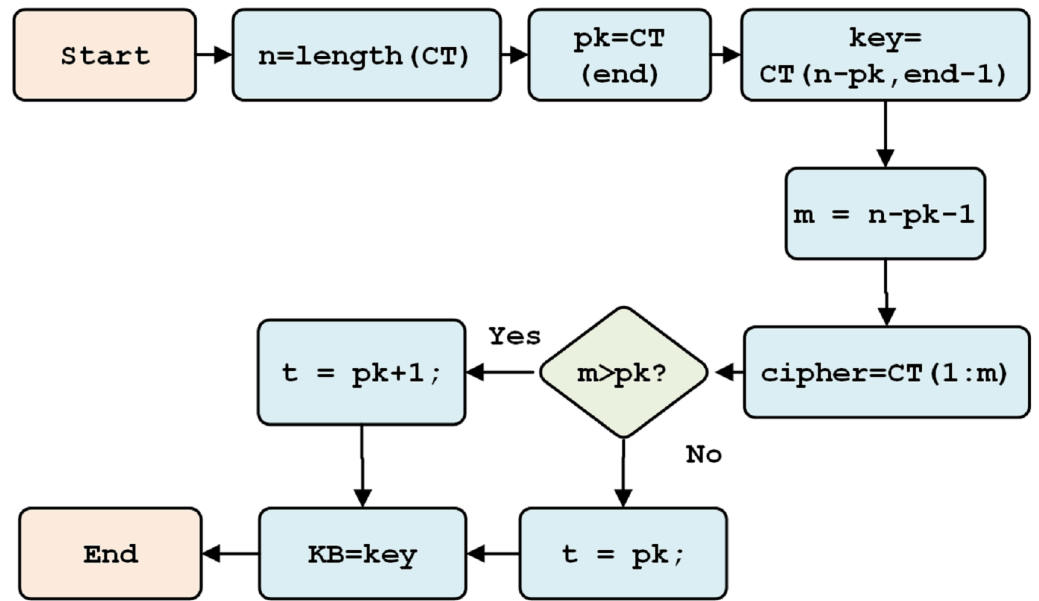 Start
n=length(CT)
pk=CT
(end)
key=
CT(n-pk,end-1)
m = n-pk-1
cipher=CT(1:m)
m>pk?
Yes
t = pk+1;
No
t = pk;
KB=key
End